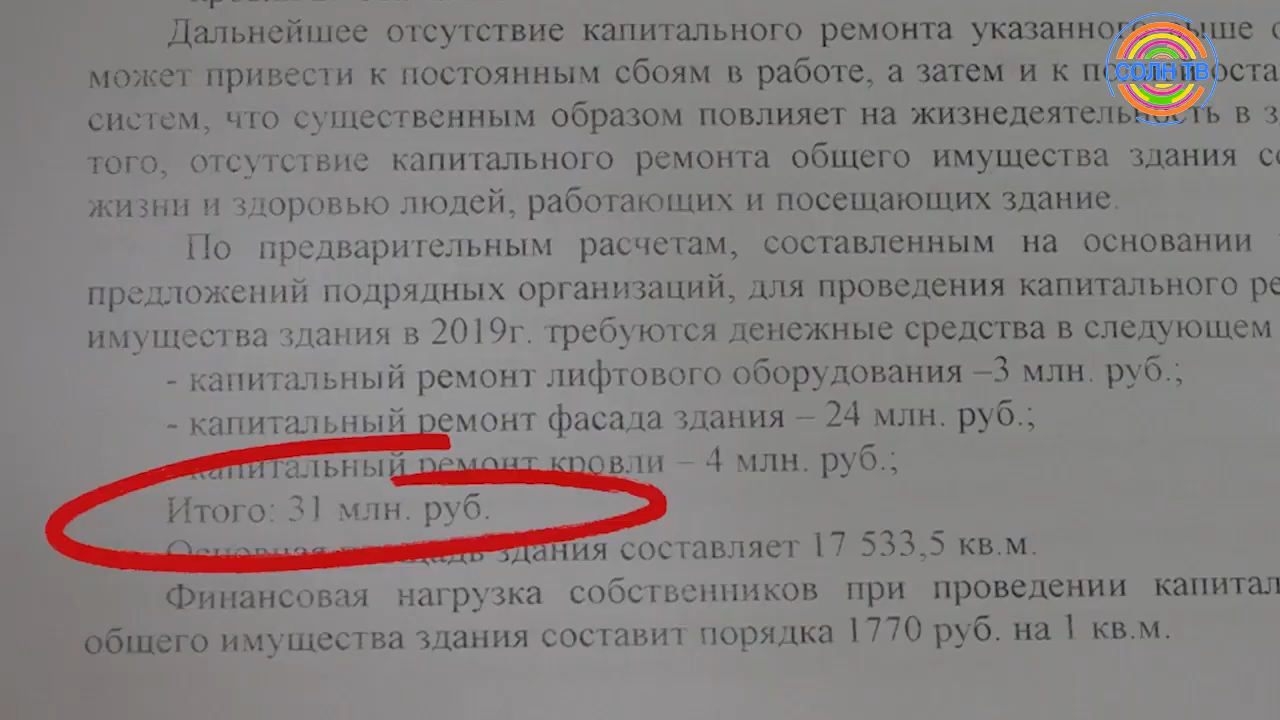 Дальнейшее отсутствие капитального ремонта указанного выше
может привести к постоянным сбоям в работе, а затем и к
систем, что существенным образом повлияет на жизнедеятельность в
того, отсутствие капитального ремонта общего имущества здания
жизни и здоровью людей, работающих и посещающих здание.
По предварительным расчетам, составленным на основании
предложений подрядных организаций, для проведения капитального
имущества здания в 2019г. требуются денежные средства в следующем
- капитальный ремонт лифтового оборудования –3 млн. руб.;
- капитальный ремонт фасада здания – 24 млн. руб.;
капитальный ремонт кровли – 4 млн. руб.;
Итого: 31 млн. руб.
Основная площадь здания составляет 17 533,5 кв.м.
Финансовая нагрузка собственников при проведении
общего имущества здания составит порядка 1770 руб. на 1 кв.м.
СОЛН ТВ